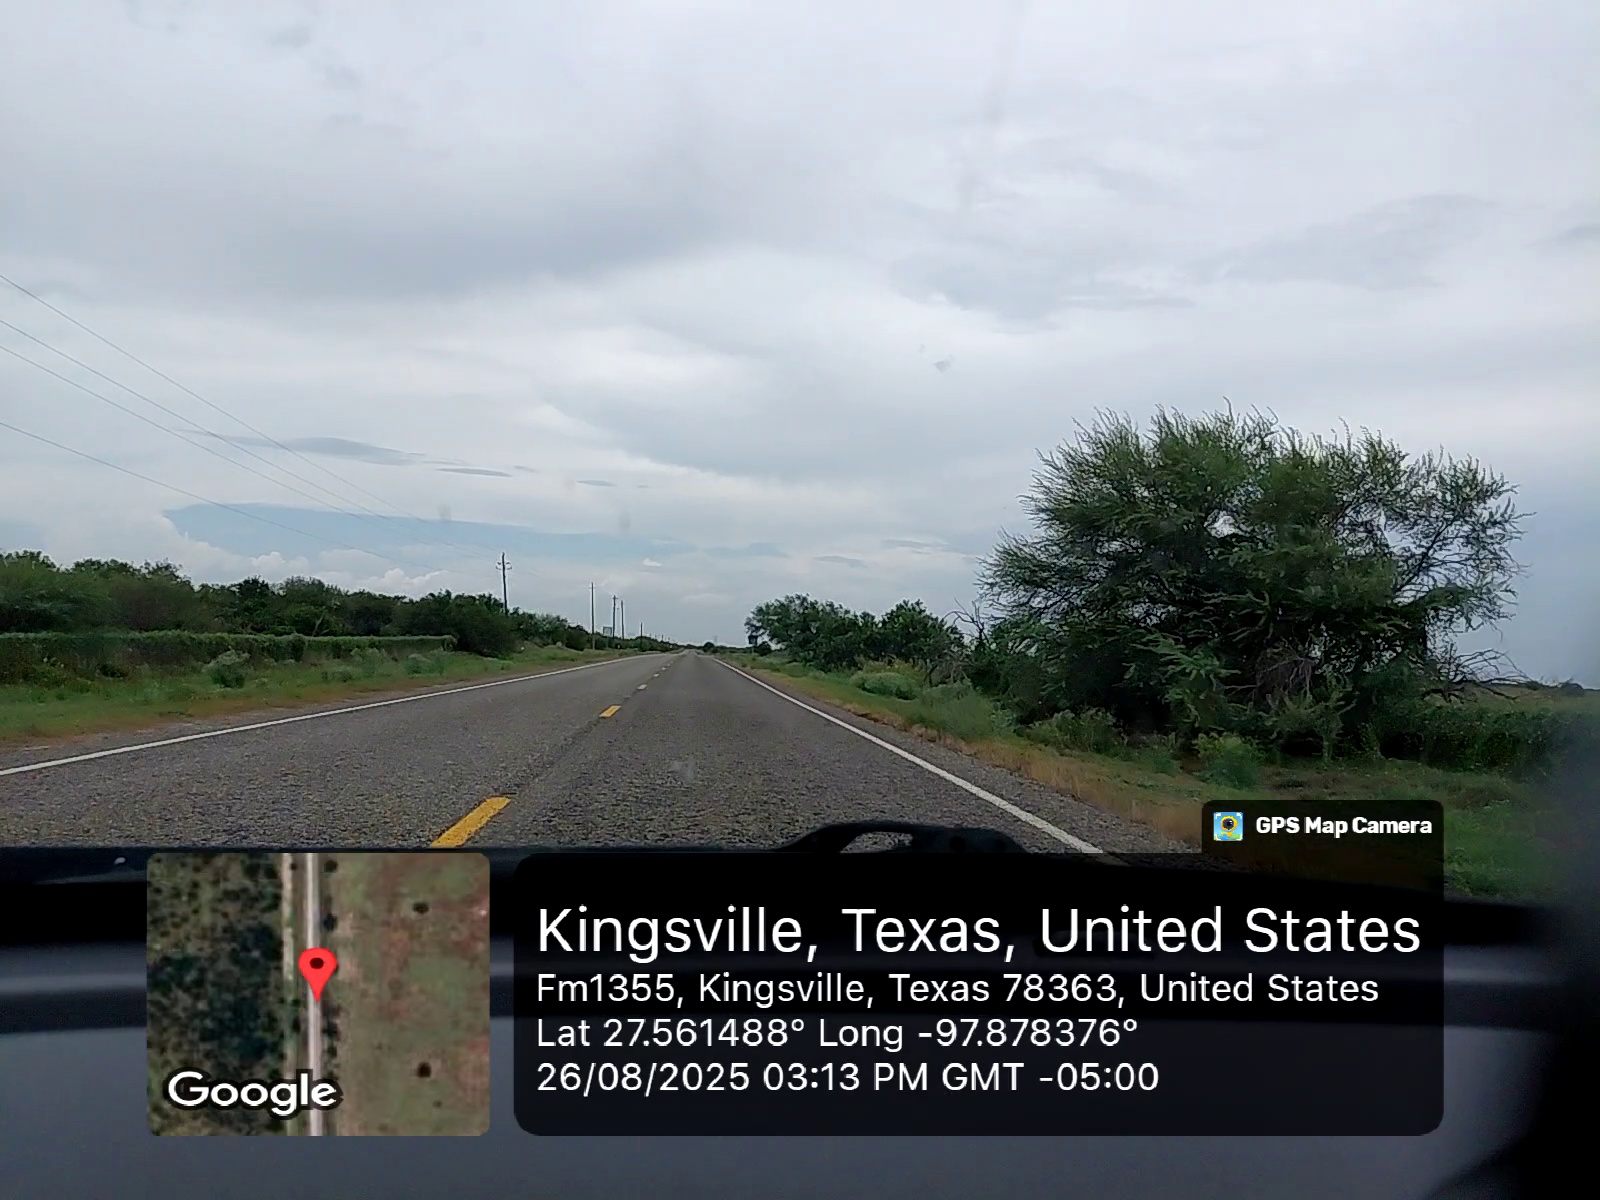 GPS Map Camera
Kingsville, Texas, United States
Fm1355, Kingsville, Texas 78363, United States
Lat 27.561488° Long -97.878376°
26/08/2025 03:13 PM GMT -05:00
Google